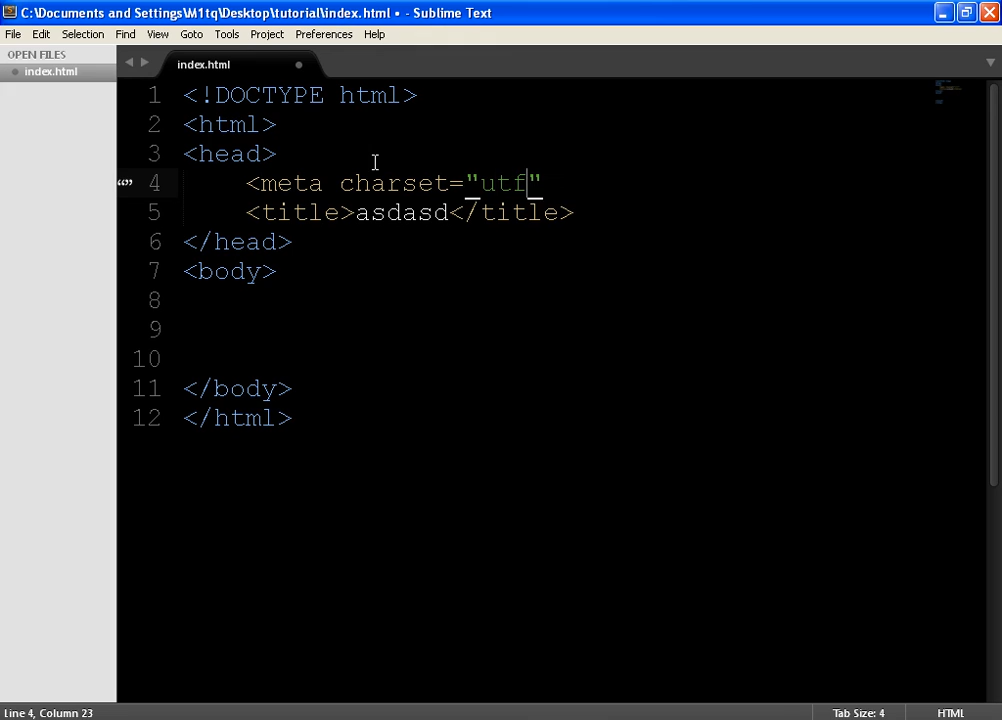 C:\Documents and Settings\M1tq\Desktop\tutorial\index.html • - Sublime Text
File Edit Selection Find View Goto Tools Project Preferences Help
OPEN FILES
index.html
index.html
1 <!DOCTYPE html>
2 <html>
3 <head>
4 <meta charset="utf"
5 <title>asdasd</title>
6 </head>
7 <body>
8
9
10
11 </body>
12 </html>
Line 4, Column 23
Tab Size: 4
HTML